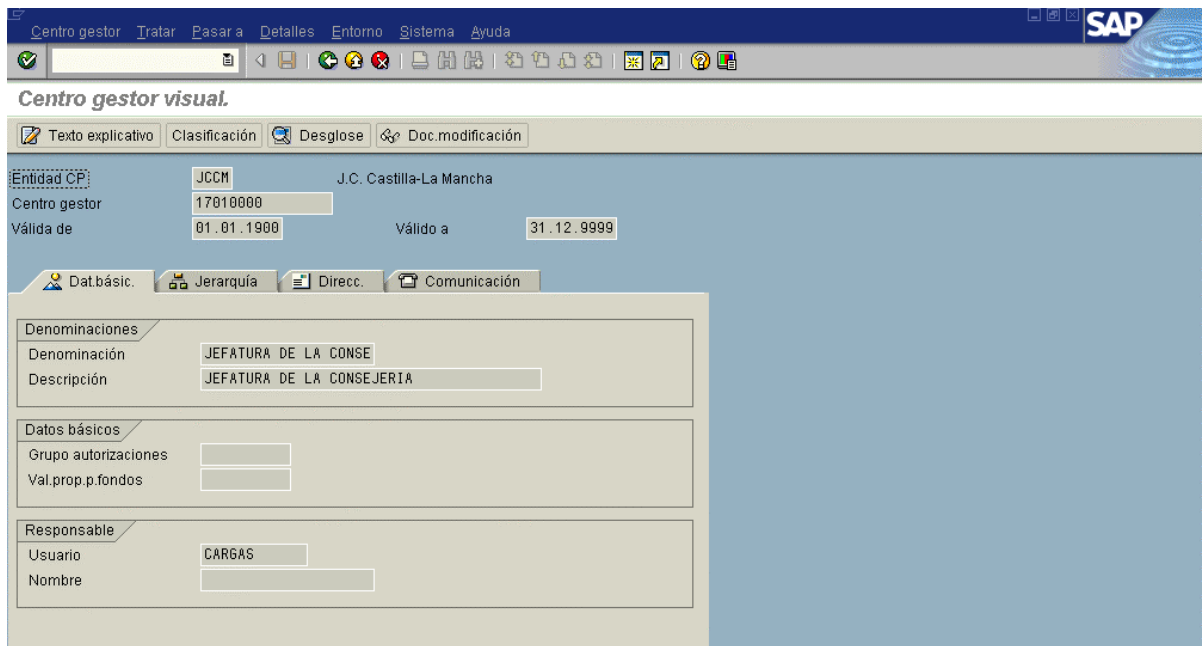 Centro gestor Tratar Pasar a Detalles Entorno Sistema Ayuda
SAP
Centro gestor visual.
Texto explicativo Clasificación Desglose Doc.modificación
Entidad CP JCCM J.C. Castilla-La Mancha
Centro gestor 17010000
Válida de 01.01.1900 Válido a 31.12.9999
Dat.básic. Jerarquía Direcc. Comunicación
Denominaciones
Denominación JEFATURA DE LA CONSE
Descripción JEFATURA DE LA CONSEJERIA
Datos básicos
Grupo autorizaciones
Val.prop.p.fondos
Responsable
Usuario CARGAS
Nombre